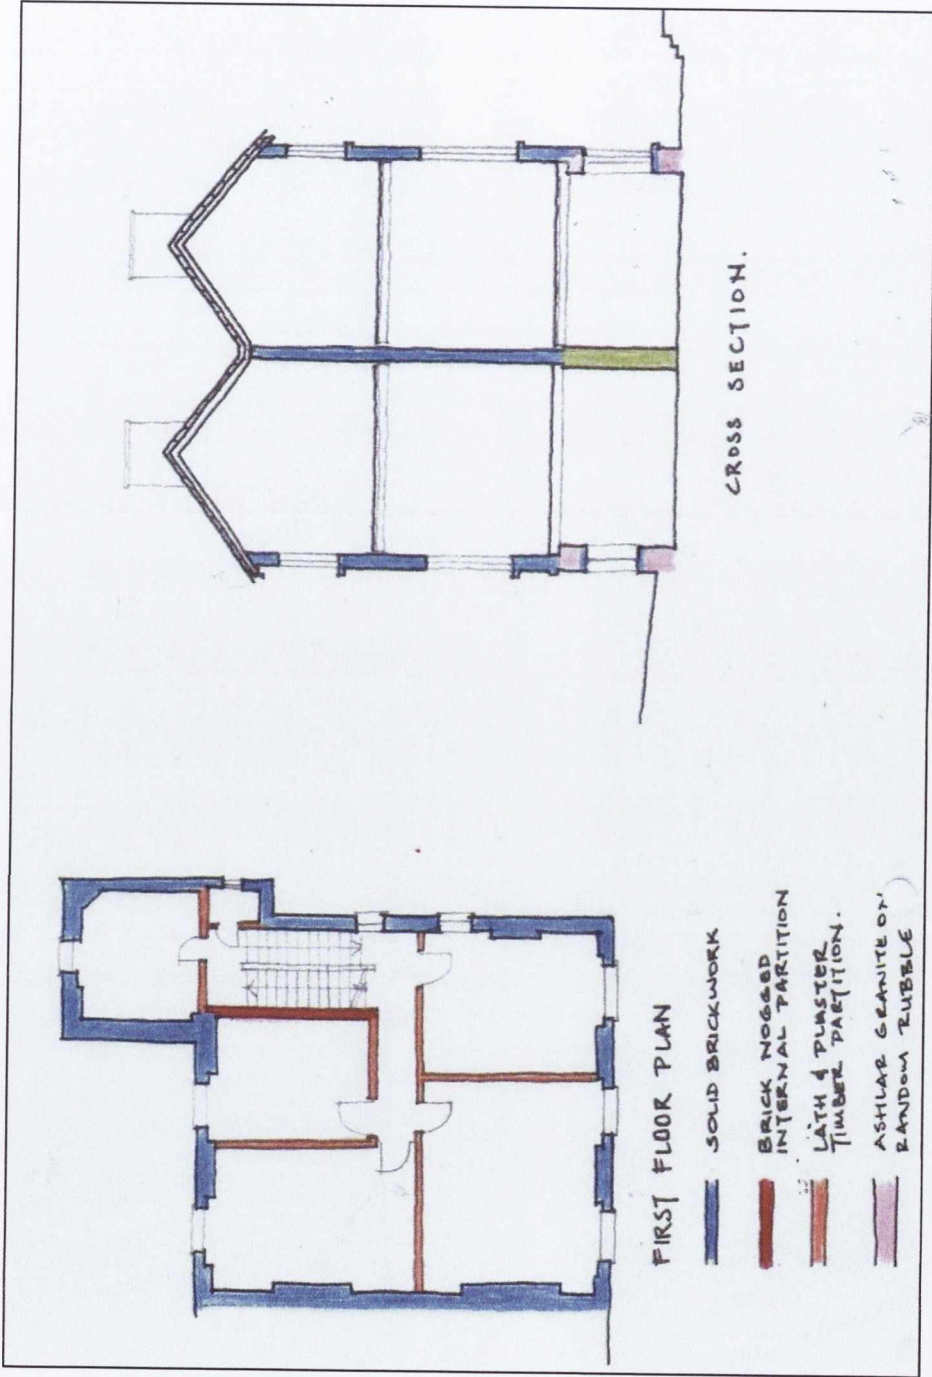 FIRST FLOOR PLAN
SOLID BRICKWORK
BRICK NOGGED
INTERNAL PARTITION
LATH & PLASTER
TIMBER PARTITION.
ASHLAR GRANITE OR
RANDOM RUBBLE
CROSS SECTION.